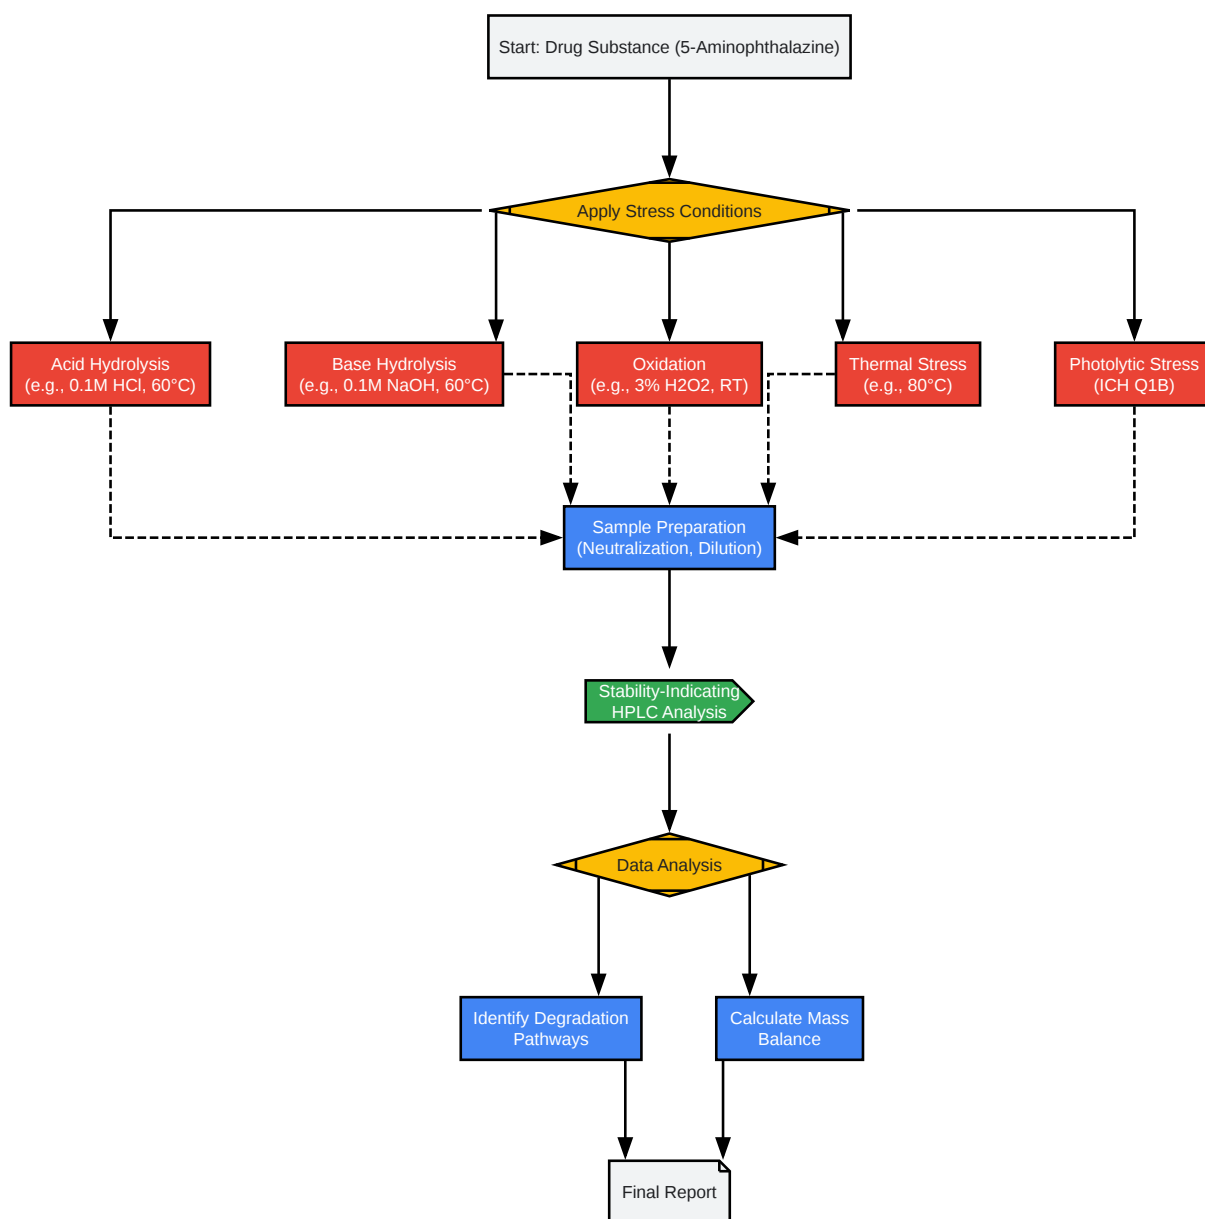 Start: Drug Substance (5-Aminophthalazine)
Apply Stress Conditions
Acid Hydrolysis
(e.g., 0.1M HCl, 60°C)
Base Hydrolysis
(e.g., 0.1M NaOH, 60°C)
Oxidation
(e.g., 3% H2O2, RT)
Thermal Stress
(e.g., 80°C)
Photolytic Stress
(ICH Q1B)
Sample Preparation
(Neutralization, Dilution)
Stability-Indicating
HPLC Analysis
Data Analysis
Identify Degradation
Pathways
Calculate Mass
Balance
Final Report